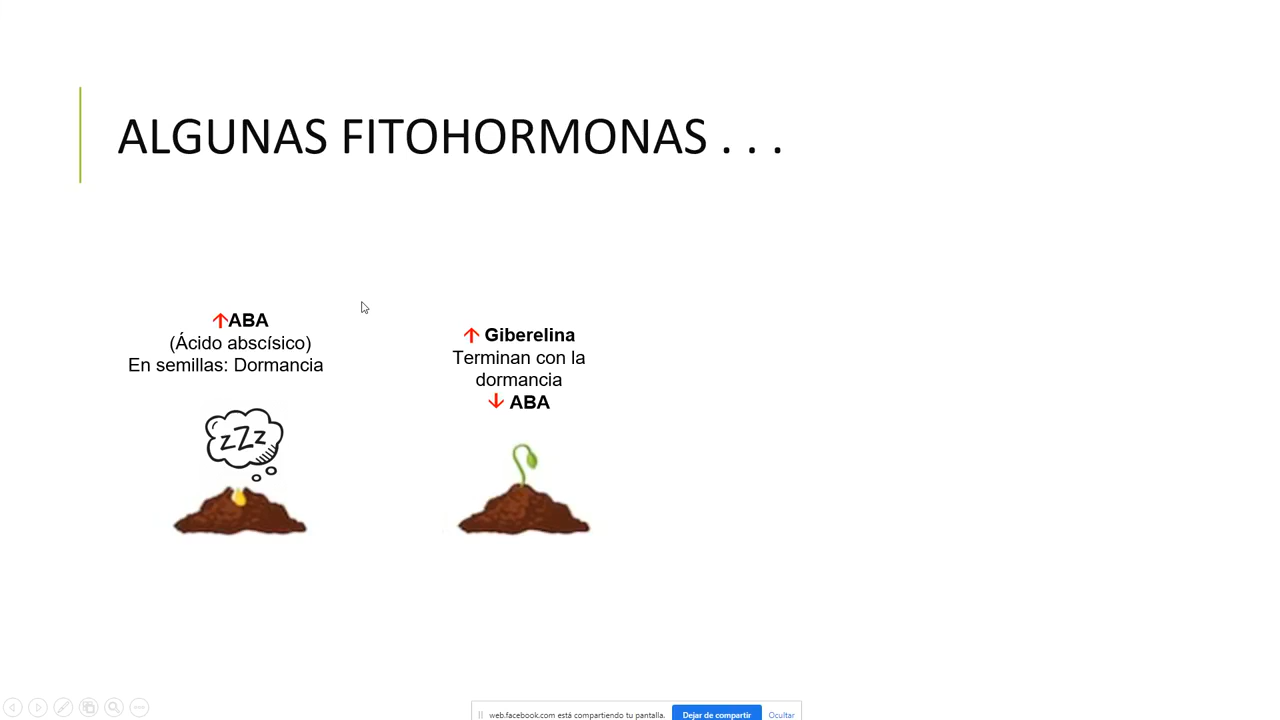 ALGUNAS FITOHORMONAS . . .
↑ABA
(Ácido abscísico)
En semillas: Dormancia
zZz
↑ Giberelina
Terminan con la
dormancia
↓ ABA
web.facebook.com está compartiendo tu pantalla.
Dejar de compartir
Ocultar